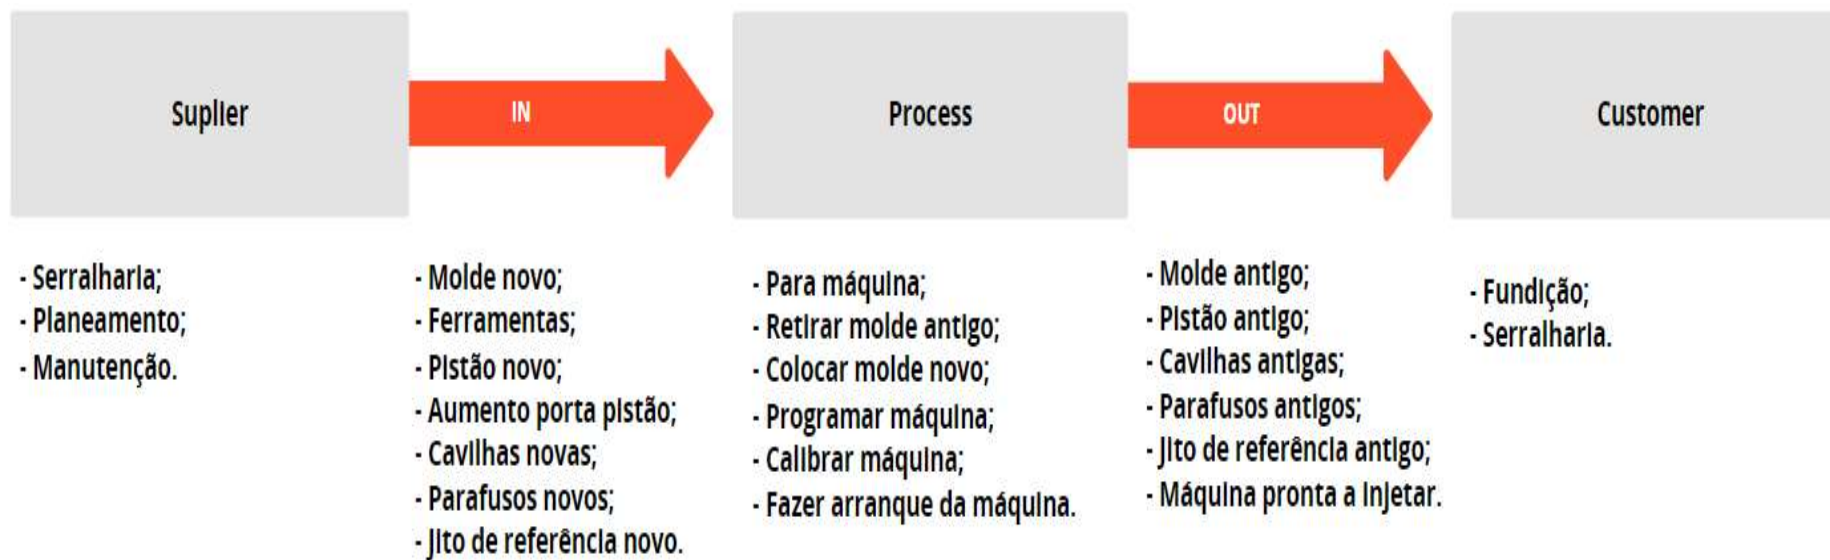 Suplier
IN
Process
OUT
Customer
- Serralharia;
- Planeamento;
- Manutenção.
- Molde novo;
- Ferramentas;
- Pistão novo;
- Aumento porta pistão;
- Cavilhas novas;
- Parafusos novos;
- Jito de referência novo.
- Para máquina;
- Retirar molde antigo;
- Colocar molde novo;
- Programar máquina;
- Calibrar máquina;
- Fazer arranque da máquina.
- Molde antigo;
- Pistão antigo;
- Cavilhas antigas;
- Parafusos antigos;
- Jito de referência antigo;
- Máquina pronta a injetar.
- Fundição;
- Serralharia.